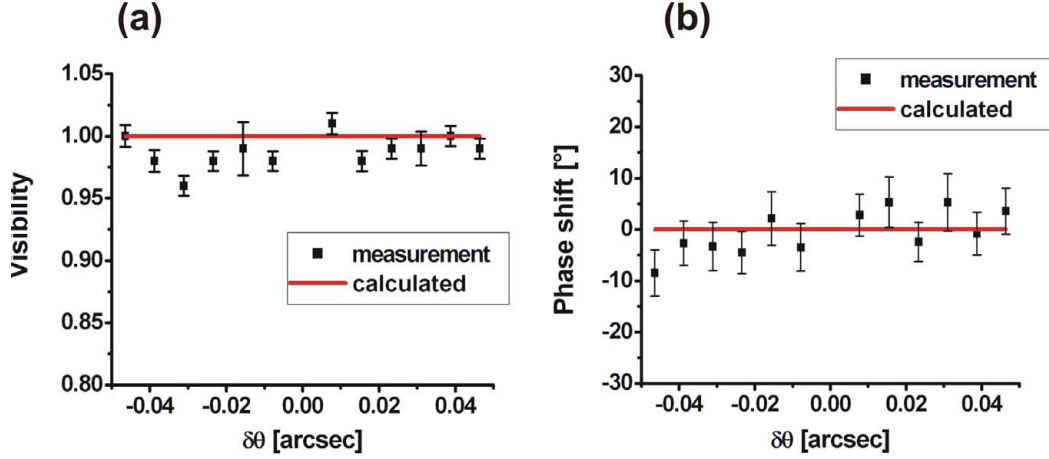 (a)
Visibility
1.05
1.00
0.95
0.90
0.85
0.80
measurement
calculated
-0.04 -0.02 0.00 0.02 0.04
δθ [arcsec]
(b)
Phase shift [°]
30
20
10
0
-10
-20
-30
measurement
calculated
-0.04 -0.02 0.00 0.02 0.04
δθ [arcsec]